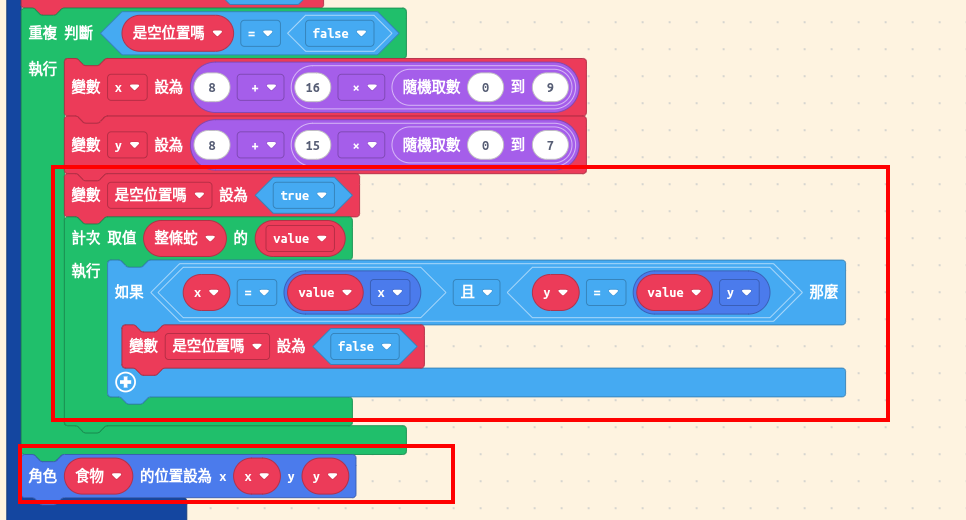 重複 判斷 是空位置嗎 = false
執行
變數 x 設為 8 + 16 × 隨機取數 0 到 9
變數 y 設為 8 + 15 × 隨機取數 0 到 7
變數 是空位置嗎 設為 true
計次 取值 整條蛇 的 value
執行
如果 x = value x 且 y = value y 那麼
變數 是空位置嗎 設為 false
角色 食物 的位置設為 x x y y